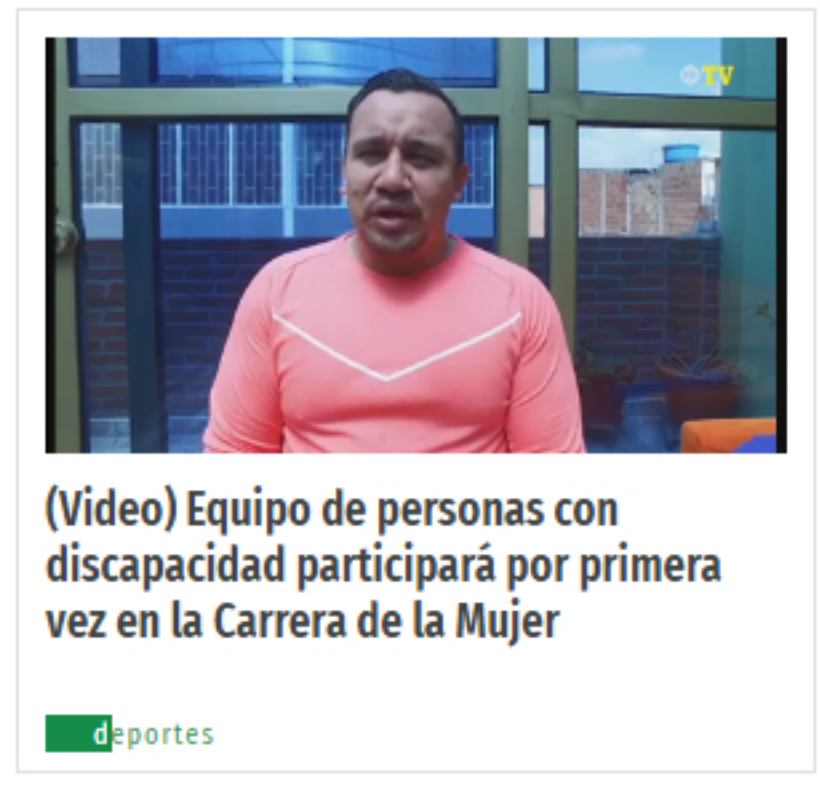 TV
(Video) Equipo de personas con
discapacidad participará por primera
vez en la Carrera de la Mujer
deportes